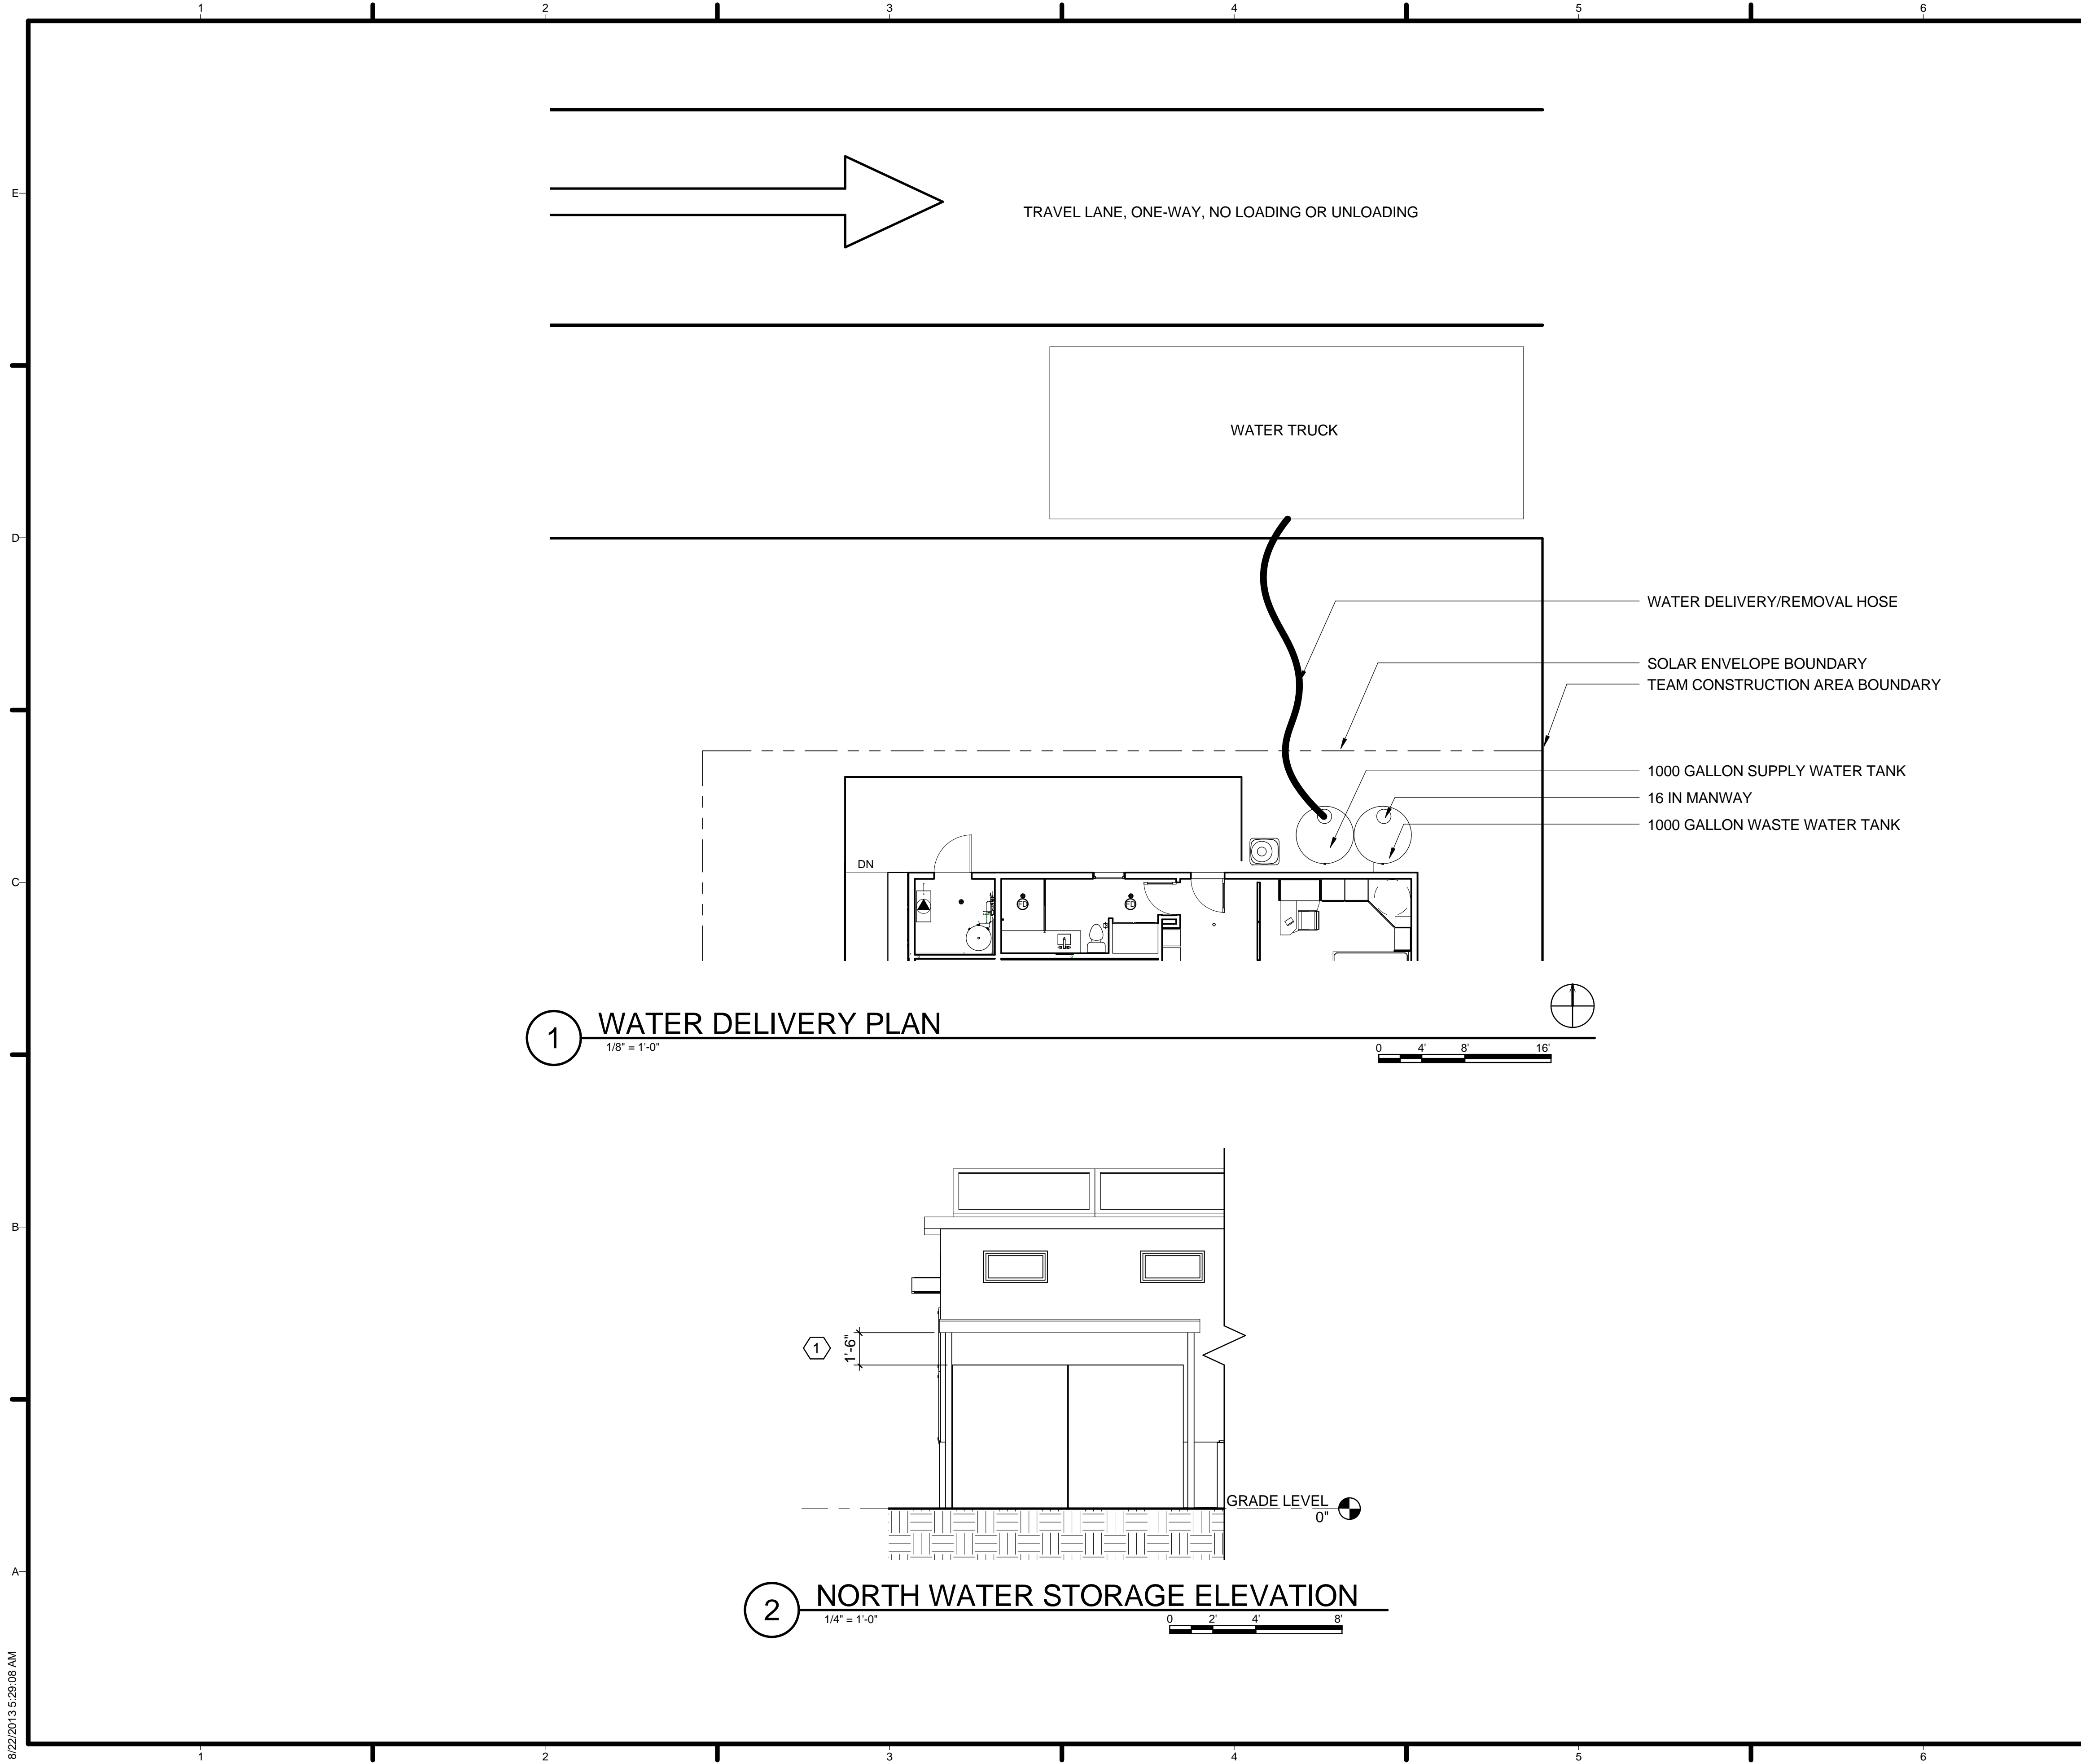 1 2 3 4 5 6
E
TRAVEL LANE, ONE-WAY, NO LOADING OR UNLOADING
WATER TRUCK
D
WATER DELIVERY/REMOVAL HOSE
SOLAR ENVELOPE BOUNDARY
TEAM CONSTRUCTION AREA BOUNDARY
1000 GALLON SUPPLY WATER TANK
16 IN MANWAY
1000 GALLON WASTE WATER TANK
DN
C
FD FD
1 WATER DELIVERY PLAN
1/8" = 1'-0"
0 4' 8' 16'
B
1 1'-6"
GRADE LEVEL
0"
A
2 NORTH WATER STORAGE ELEVATION
1/4" = 1'-0"
0 2' 4' 8'
8/22/2013 5:29:08 AM
1 2 3 4 5 6